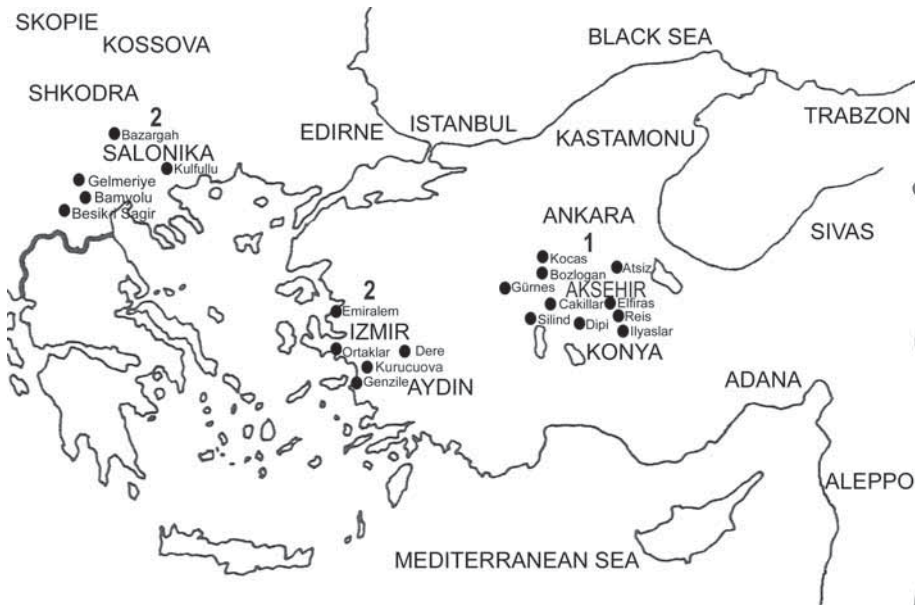 SKOPIE
KOSSOVA
BLACK SEA
SHKODRA
2
Bazargah
EDIRNE
ISTANBUL
KASTAMONU
TRABZON
SALONIKA
Kulfullu
Gelmeriye
Bamyolu
Besik-i Sagir
ANKARA
SIVAS
1
Kocas
Bozlogan
Atsiz
Gürnes
AKSEHIR
Cakillar
Elfiras
Silind
Dipi
Reis
Ilyaslar
KONYA
2
Emiralem
IZMIR
Ortaklar
Dere
Kurucuova
Genzile
AYDIN
ADANA
ALEPPO
MEDITERRANEAN SEA